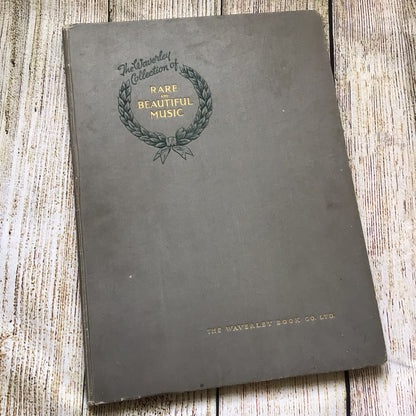 The Waverley
Collection of
RARE
AND
BEAUTIFUL
MUSIC
THE WAVERLEY BOOK CO. LTD.